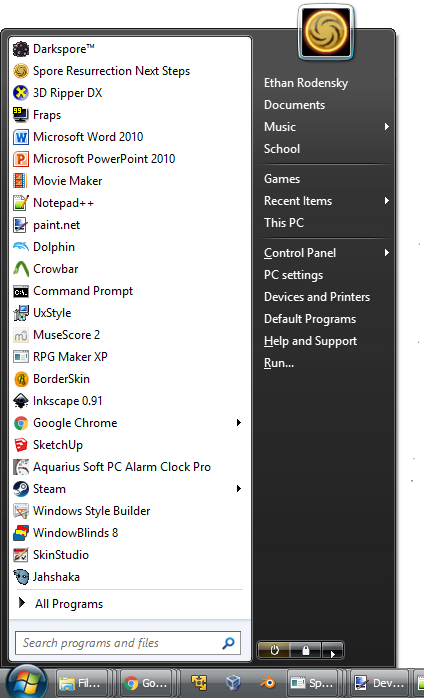 Darkspore™
Spore Resurrection Next Steps
3D Ripper DX
Fraps
Microsoft Word 2010
Microsoft PowerPoint 2010
Movie Maker
Notepad++
paint.net
Dolphin
Crowbar
Command Prompt
UxStyle
MuseScore 2
RPG Maker XP
BorderSkin
Inkscape 0.91
Google Chrome
SketchUp
Aquarius Soft PC Alarm Clock Pro
Steam
Windows Style Builder
WindowBlinds 8
SkinStudio
Jahshaka
All Programs
Search programs and files
Ethan Rodensky
Documents
Music
School
Games
Recent Items
This PC
Control Panel
PC settings
Devices and Printers
Default Programs
Help and Support
Run...
Fil... Go... Sp... Dev...